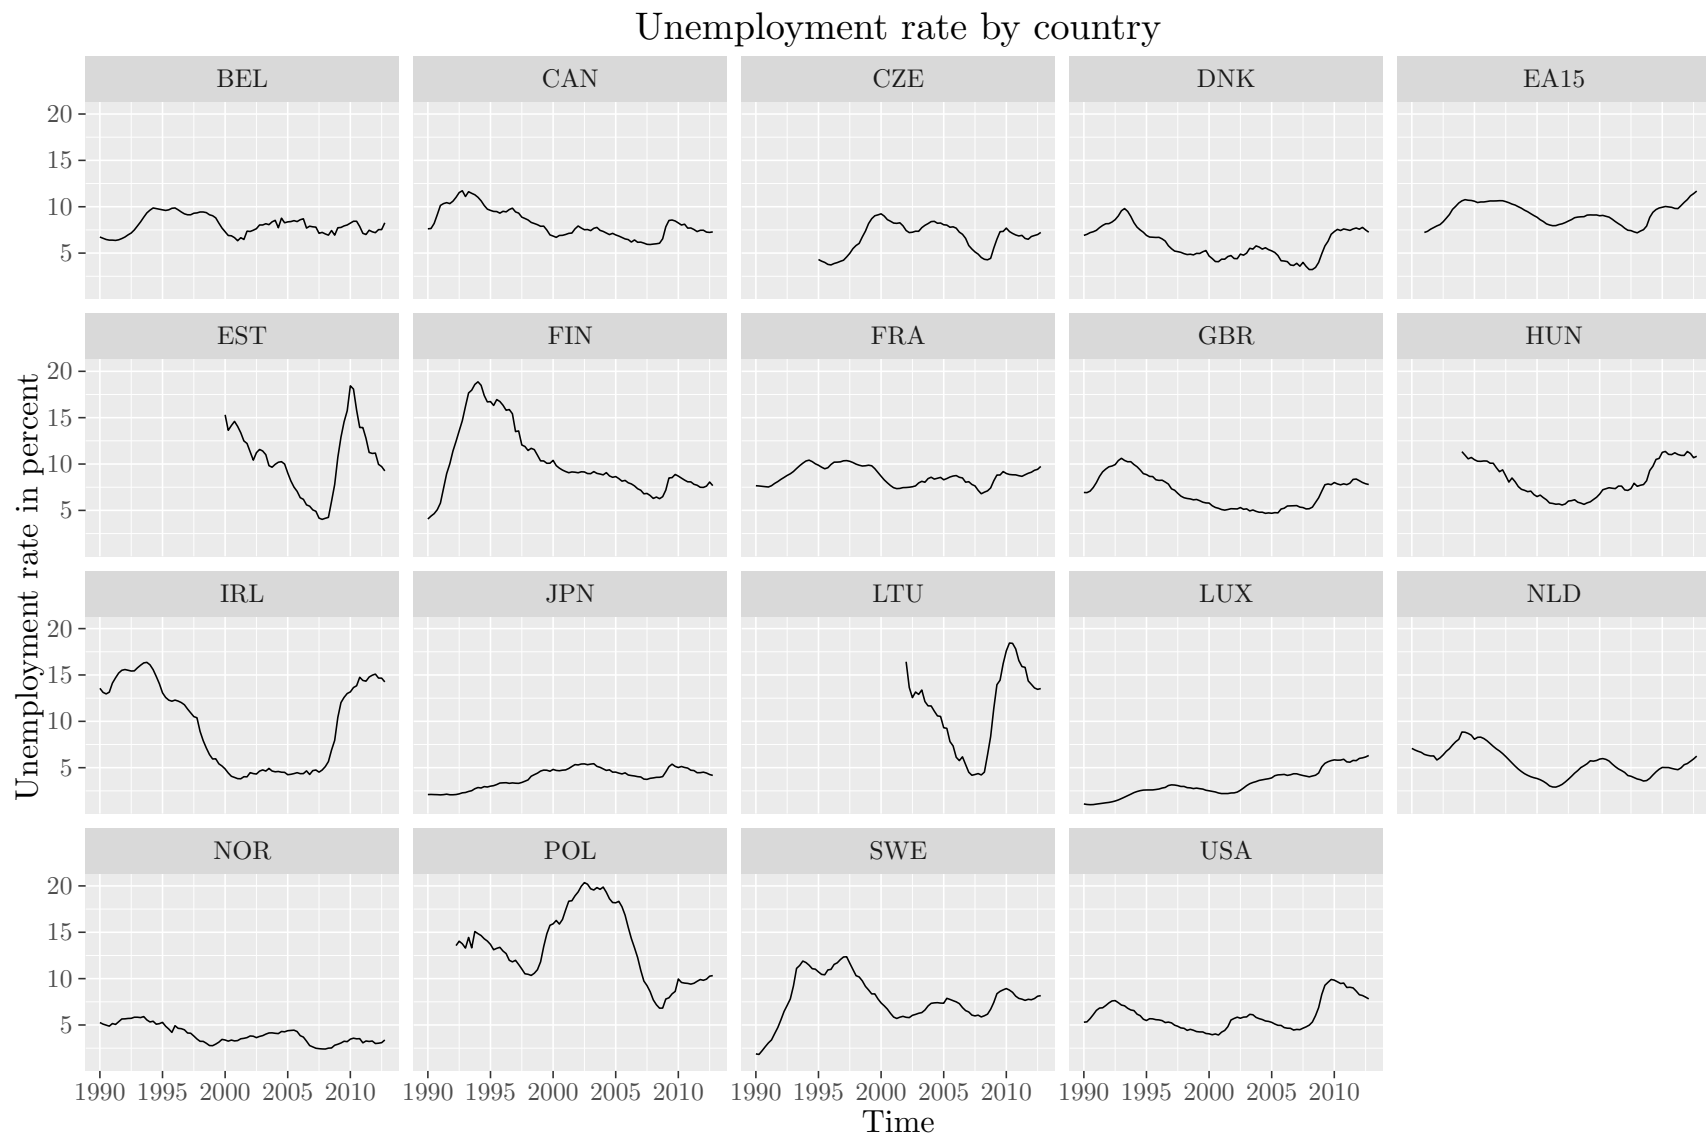 Unemployment rate by country
BEL CAN CZE DNK EA15
20
15
10
5
EST FIN FRA GBR HUN
20
15
10
5
Unemployment rate in percent
IRL JPN LTU LUX NLD
20
15
10
5
NOR POL SWE USA
20
15
10
5
1990 1995 2000 2005 2010 1990 1995 2000 2005 2010 1990 1995 2000 2005 2010 1990 1995 2000 2005 2010
Time